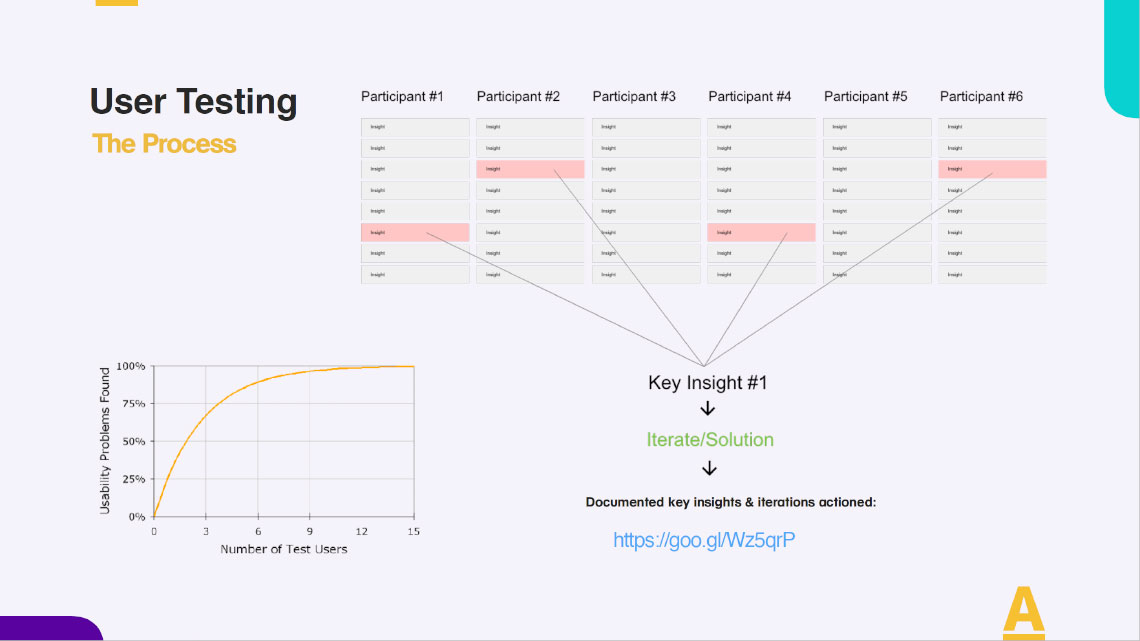 User Testing
The Process
Participant #1 Participant #2 Participant #3 Participant #4 Participant #5 Participant #6
Insight Insight Insight Insight Insight Insight
Insight Insight Insight Insight Insight Insight
Insight Insight Insight Insight Insight Insight
Insight Insight Insight Insight Insight Insight
Insight Insight Insight Insight Insight Insight
Insight Insight Insight Insight Insight Insight
Insight Insight Insight Insight Insight Insight
Insight Insight Insight Insight Insight Insight
Usability Problems Found
100%
75%
50%
25%
0%
0 3 6 9 12 15
Number of Test Users
Key Insight #1
Iterate/Solution
Documented key insights & iterations actioned:
https://goo.gl/Wz5qrP
A